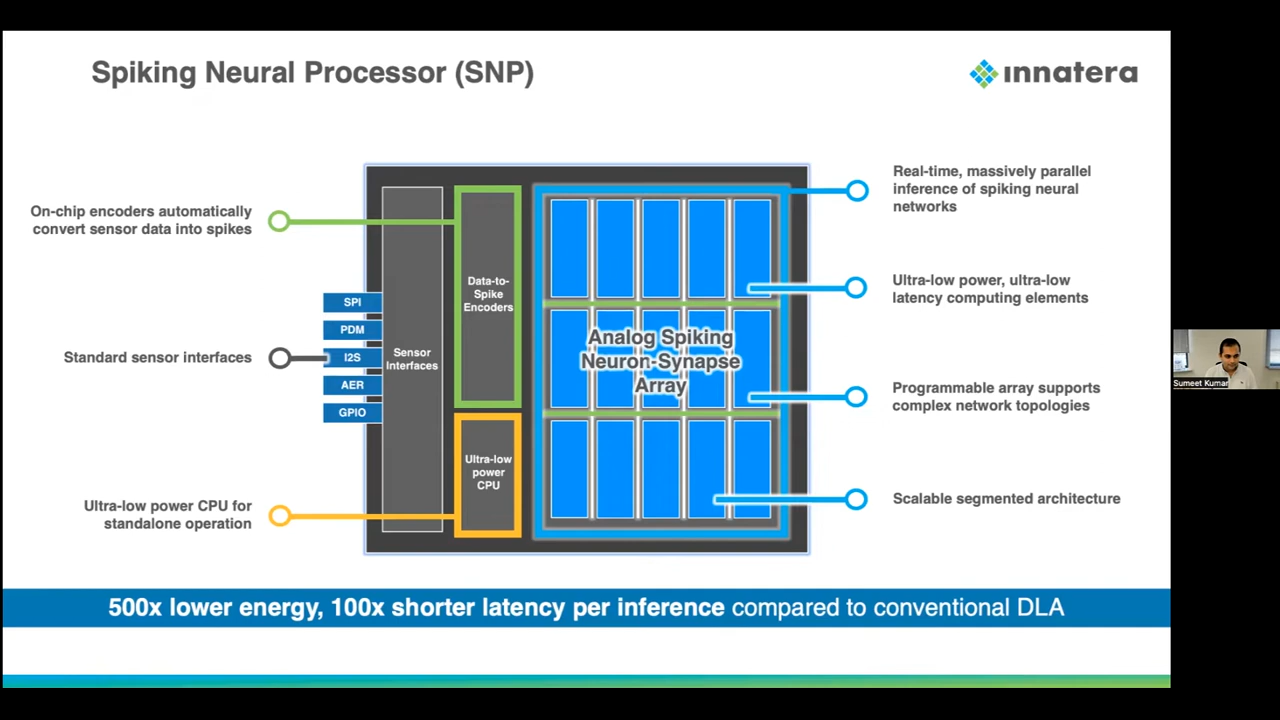 Spiking Neural Processor (SNP)
ınnatera
On-chip encoders automatically
convert sensor data into spikes
Standard sensor interfaces
Ultra-low power CPU for
standalone operation
SPI
PDM
I2S
AER
GPIO
Sensor
Interfaces
Data-to-
Spike
Encoders
Ultra-low
power
CPU
Analog Spiking
Neuron-Synapse
Array
Real-time, massively parallel
inference of spiking neural
networks
Ultra-low power, ultra-low
latency computing elements
Programmable array supports
complex network topologies
Scalable segmented architecture
500x lower energy, 100x shorter latency per inference compared to conventional DLA
Sumeet Kumar